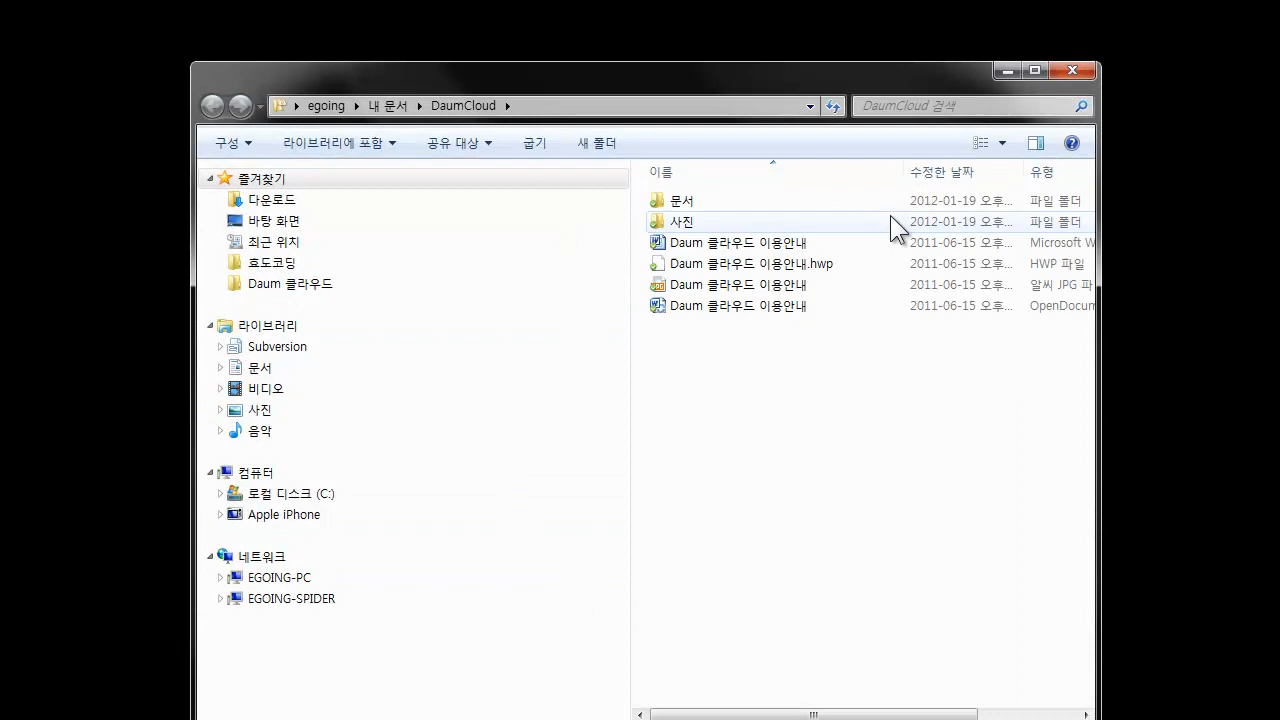 egoing 내 문서 DaumCloud DaumCloud 검색
구성 라이브러리에 포함 공유 대상 굽기 새 폴더
이름 수정한 날짜 유형
즐겨찾기
다운로드
바탕 화면
최근 위치
효도코딩
Daum 클라우드
라이브러리
Subversion
문서
비디오
사진
음악
컴퓨터
로컬 디스크 (C:)
Apple iPhone
네트워크
EGOING-PC
EGOING-SPIDER
문서 2012-01-19 오후... 파일 폴더
사진 2012-01-19 오후... 파일 폴더
Daum 클라우드 이용안내 2011-06-15 오후... Microsoft W
Daum 클라우드 이용안내.hwp 2011-06-15 오후... HWP 파일
Daum 클라우드 이용안내 2011-06-15 오후... 알씨 JPG 파
Daum 클라우드 이용안내 2011-06-15 오후... OpenDocum